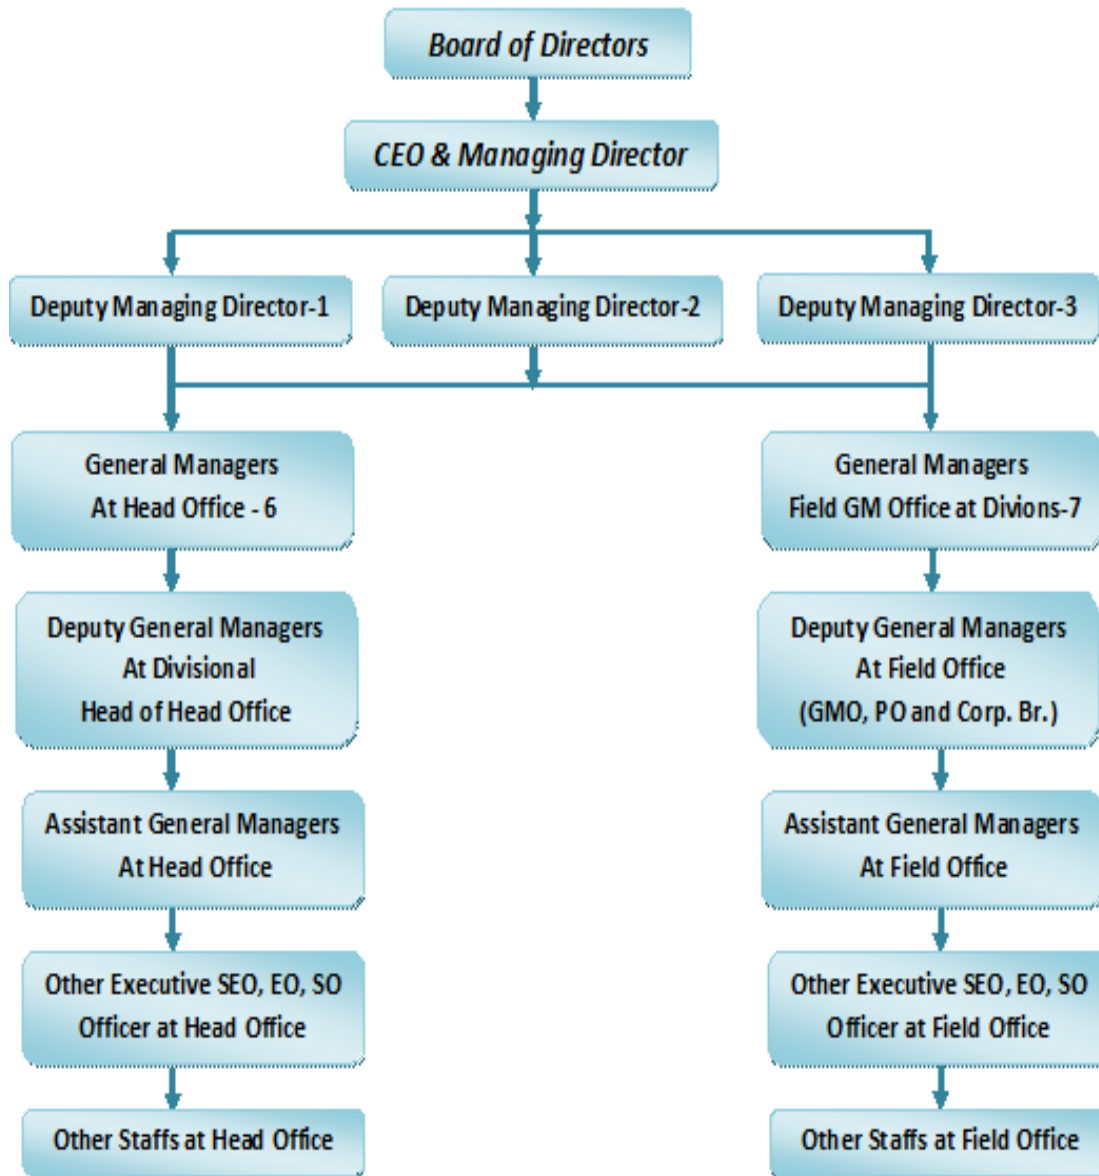 Board of Directors
CEO & Managing Director
Deputy Managing Director-1
Deputy Managing Director-2
Deputy Managing Director-3
General Managers
At Head Office - 6
General Managers
Field GM Office at Divions-7
Deputy General Managers
At Divisional
Head of Head Office
Deputy General Managers
At Field Office
(GMO, PO and Corp. Br.)
Assistant General Managers
At Head Office
Assistant General Managers
At Field Office
Other Executive SEO, EO, SO
Officer at Head Office
Other Executive SEO, EO, SO
Officer at Field Office
Other Staffs at Head Office
Other Staffs at Field Office